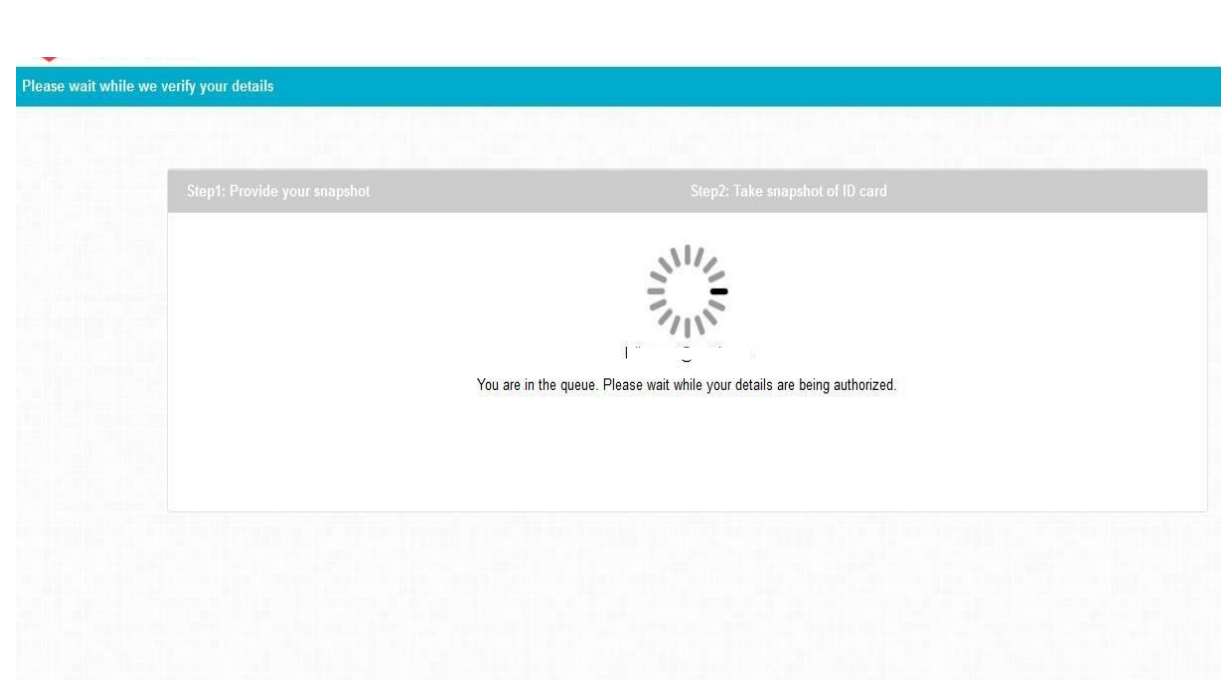 Please wait while we verify your details
Step1: Provide your snapshot
Step2: Take snapshot of ID card
You are in the queue. Please wait while your details are being authorized.